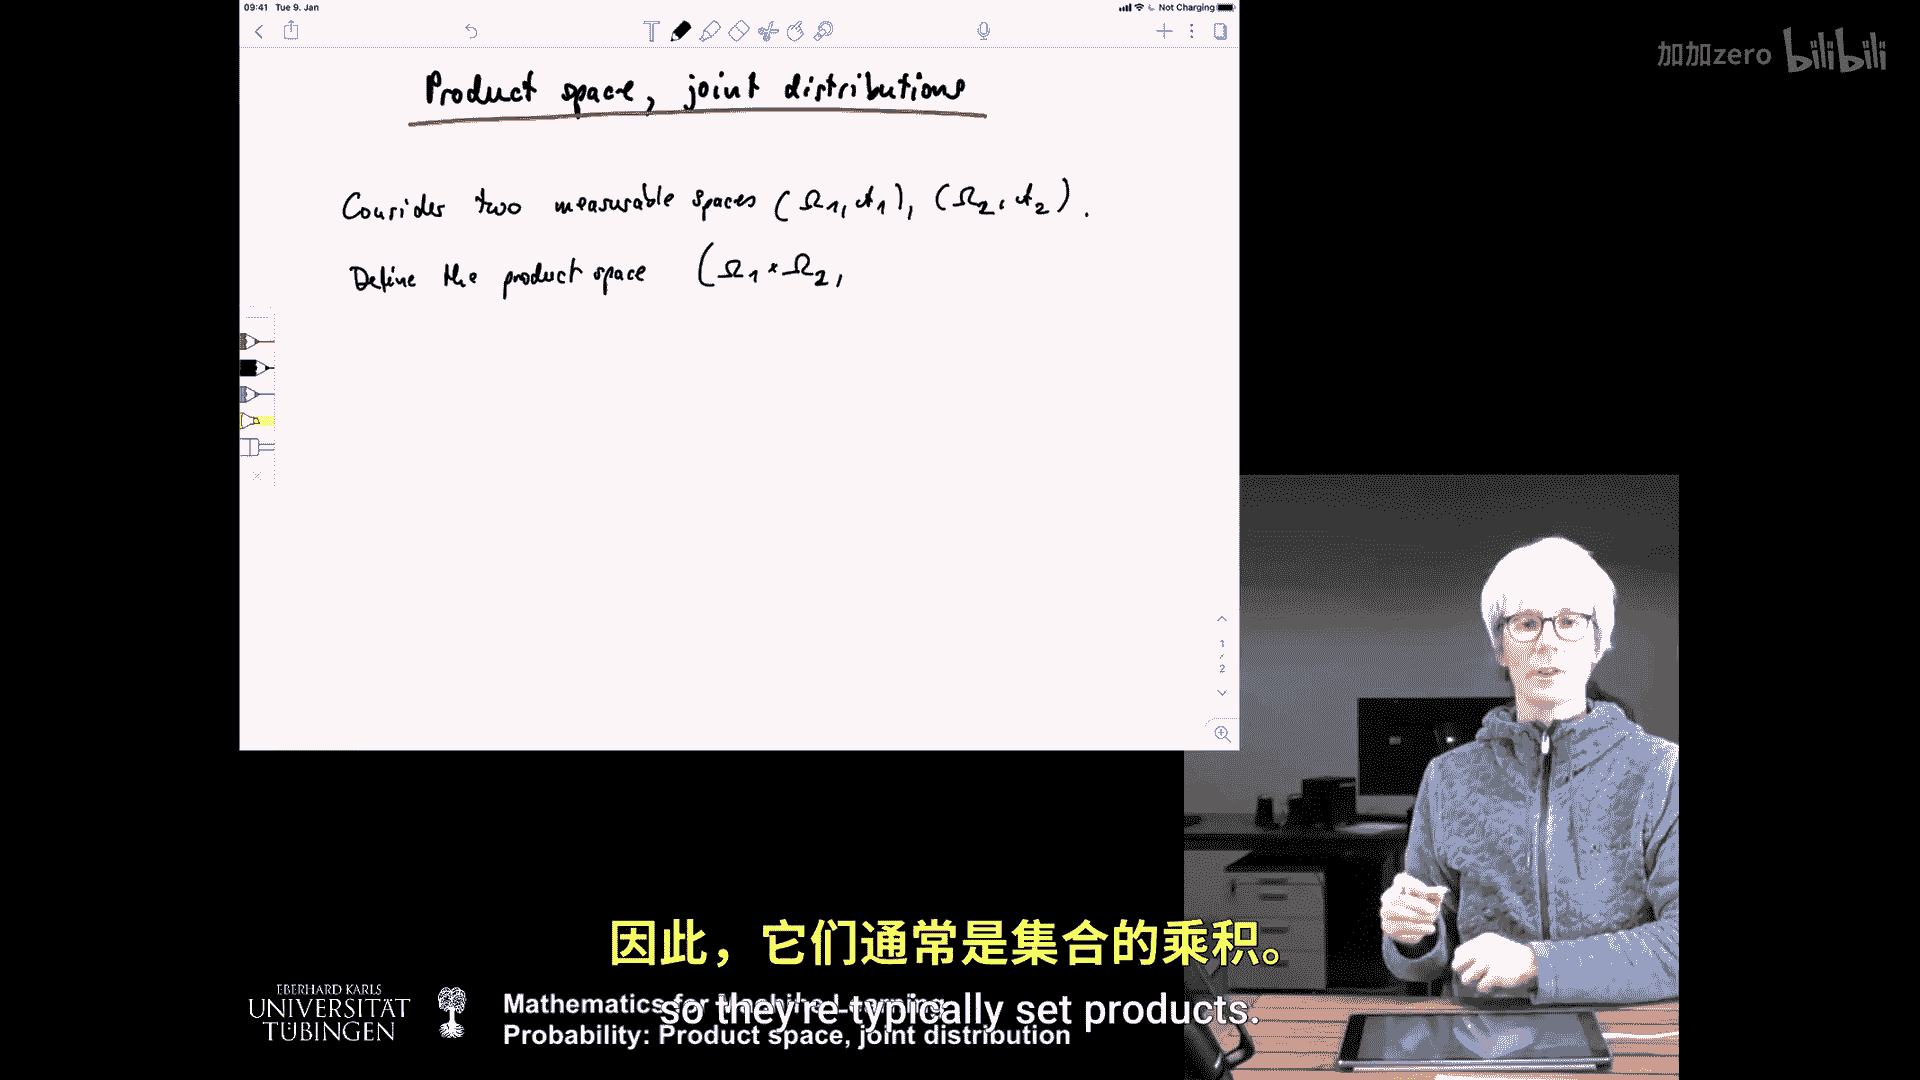 09:41 Tue 9. Jan
Not Charging
加加zero bilibili
Product space, joint distributions
Consider two measurable spaces (Ω₁, A₁), (Ω₂, A₂).
Define the product space (Ω₁ × Ω₂,
1
/
2
因此，它们通常是集合的乘积。
so they're typically set products.
EBERHARD KARLS
UNIVERSITÄT
TÜBINGEN
Mathematics for Machine Learning
Probability: Product space, joint distribution